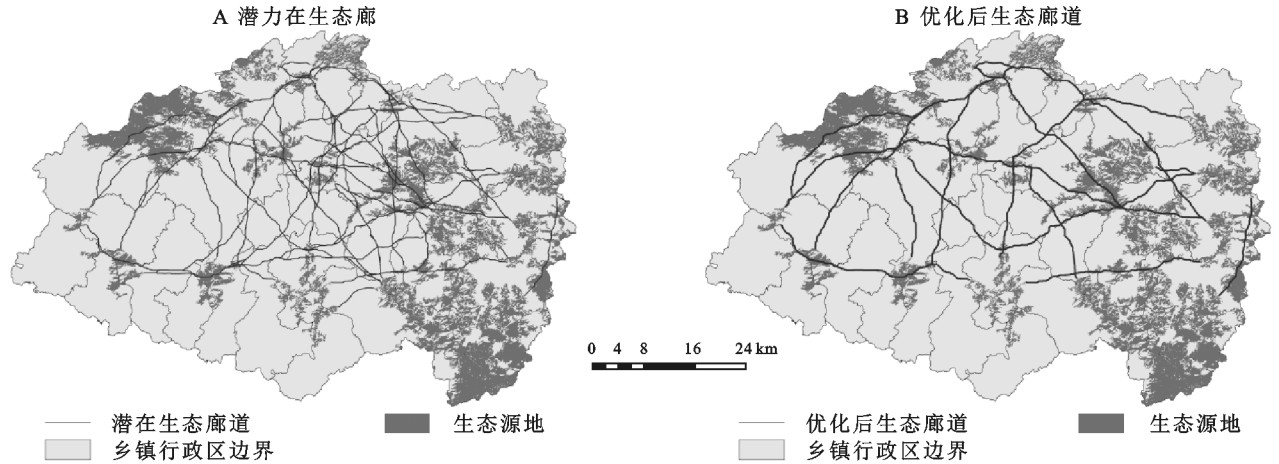 A 潜力在生态廊
B 优化后生态廊道
0 4 8 16 24 km
潜在生态廊道
生态源地
乡镇行政区边界
优化后生态廊道
生态源地
乡镇行政区边界